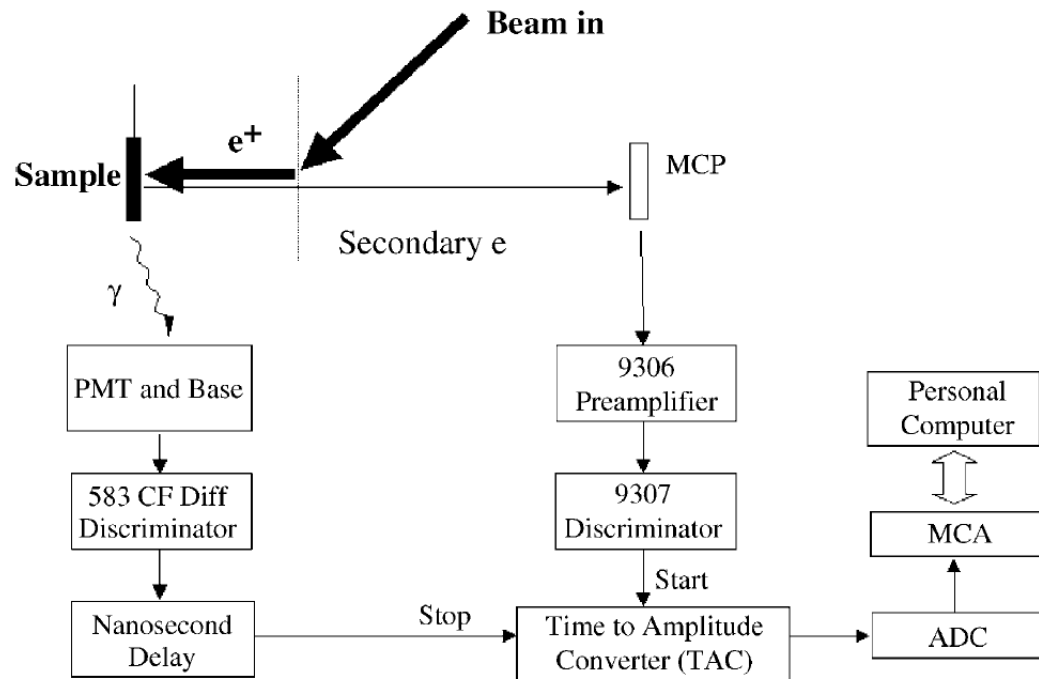 Beam in
e+
Sample
MCP
Secondary e
γ
PMT and Base
9306
Preamplifier
Personal
Computer
583 CF Diff
Discriminator
9307
Discriminator
MCA
Start
Stop
Nanosecond
Delay
Time to Amplitude
Converter (TAC)
ADC